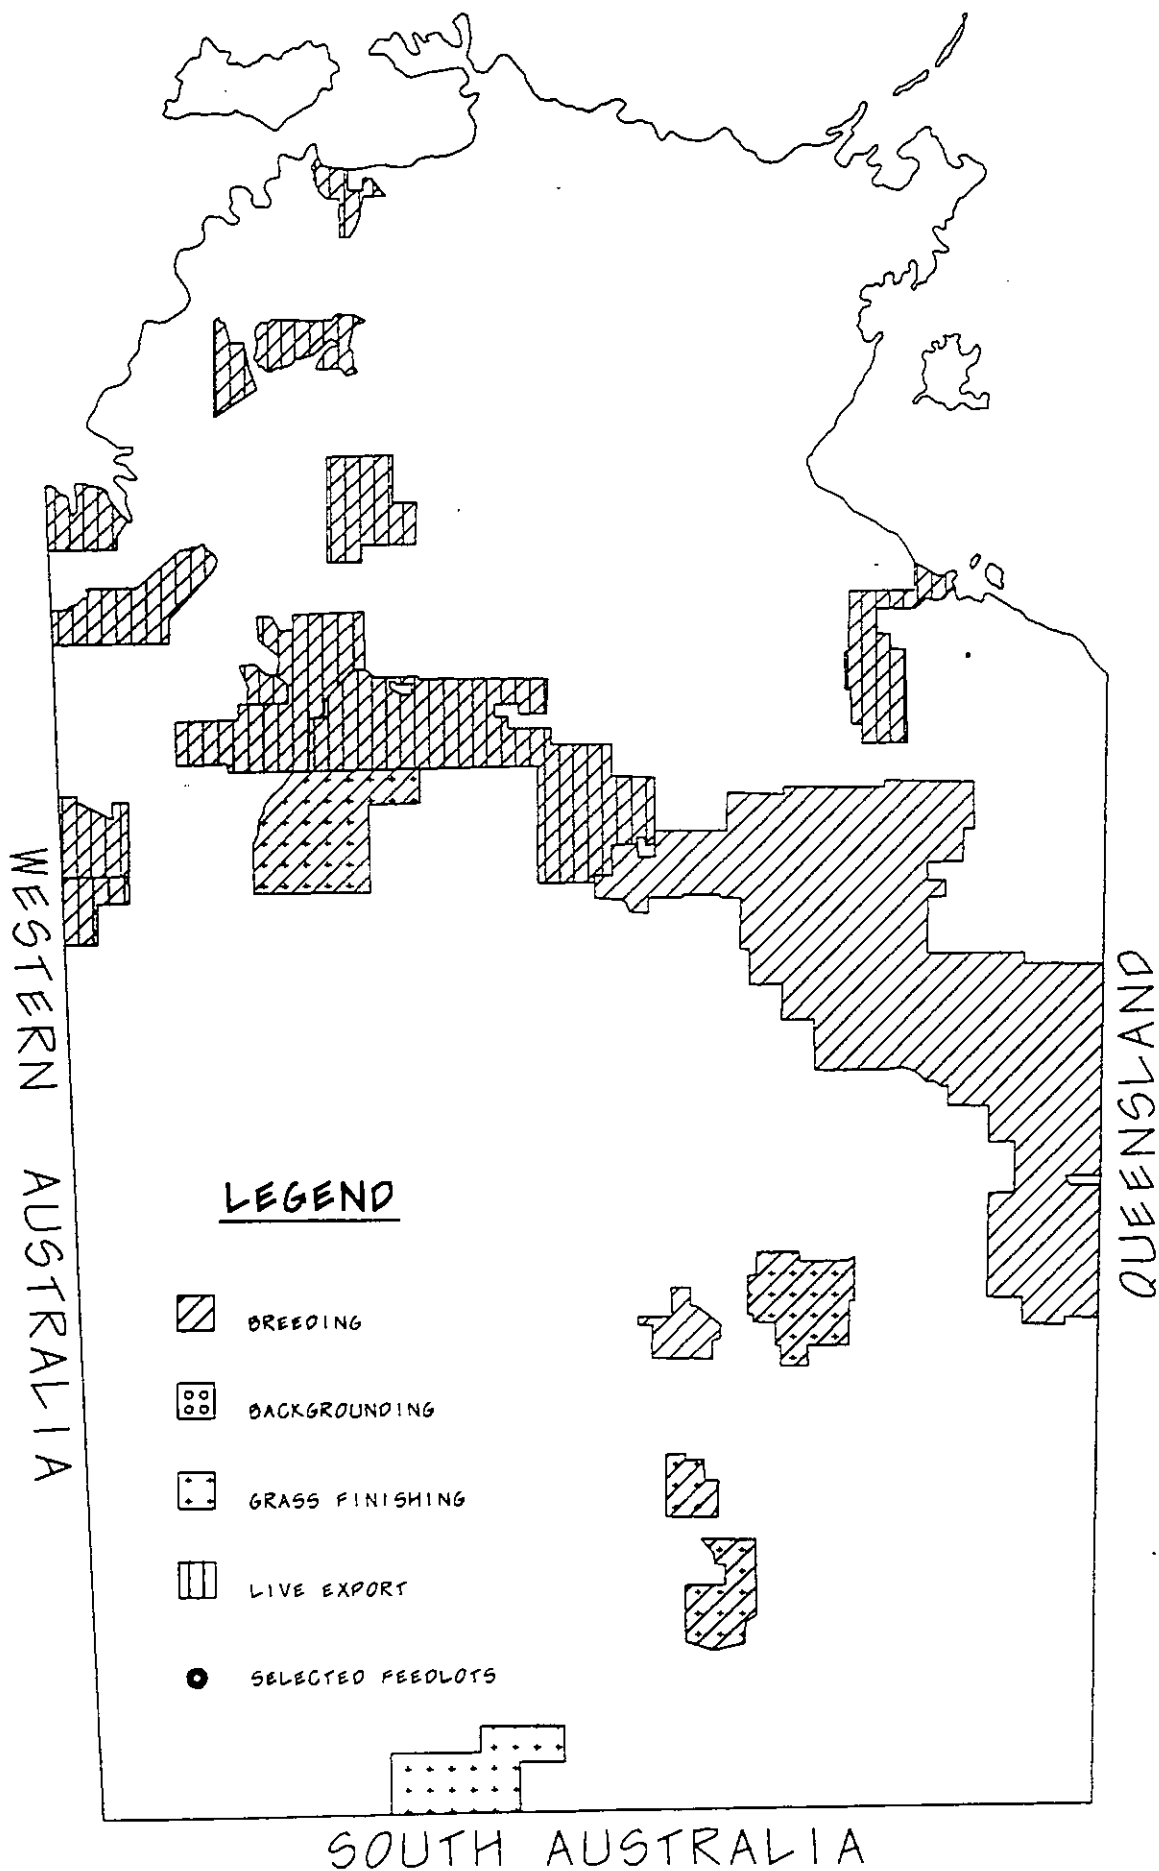 WESTERN AUSTRALIA
QUEENSLAND
LEGEND
BREEDING
BACKGROUNDING
GRASS FINISHING
LIVE EXPORT
SELECTED FEEDLOTS
SOUTH AUSTRALIA